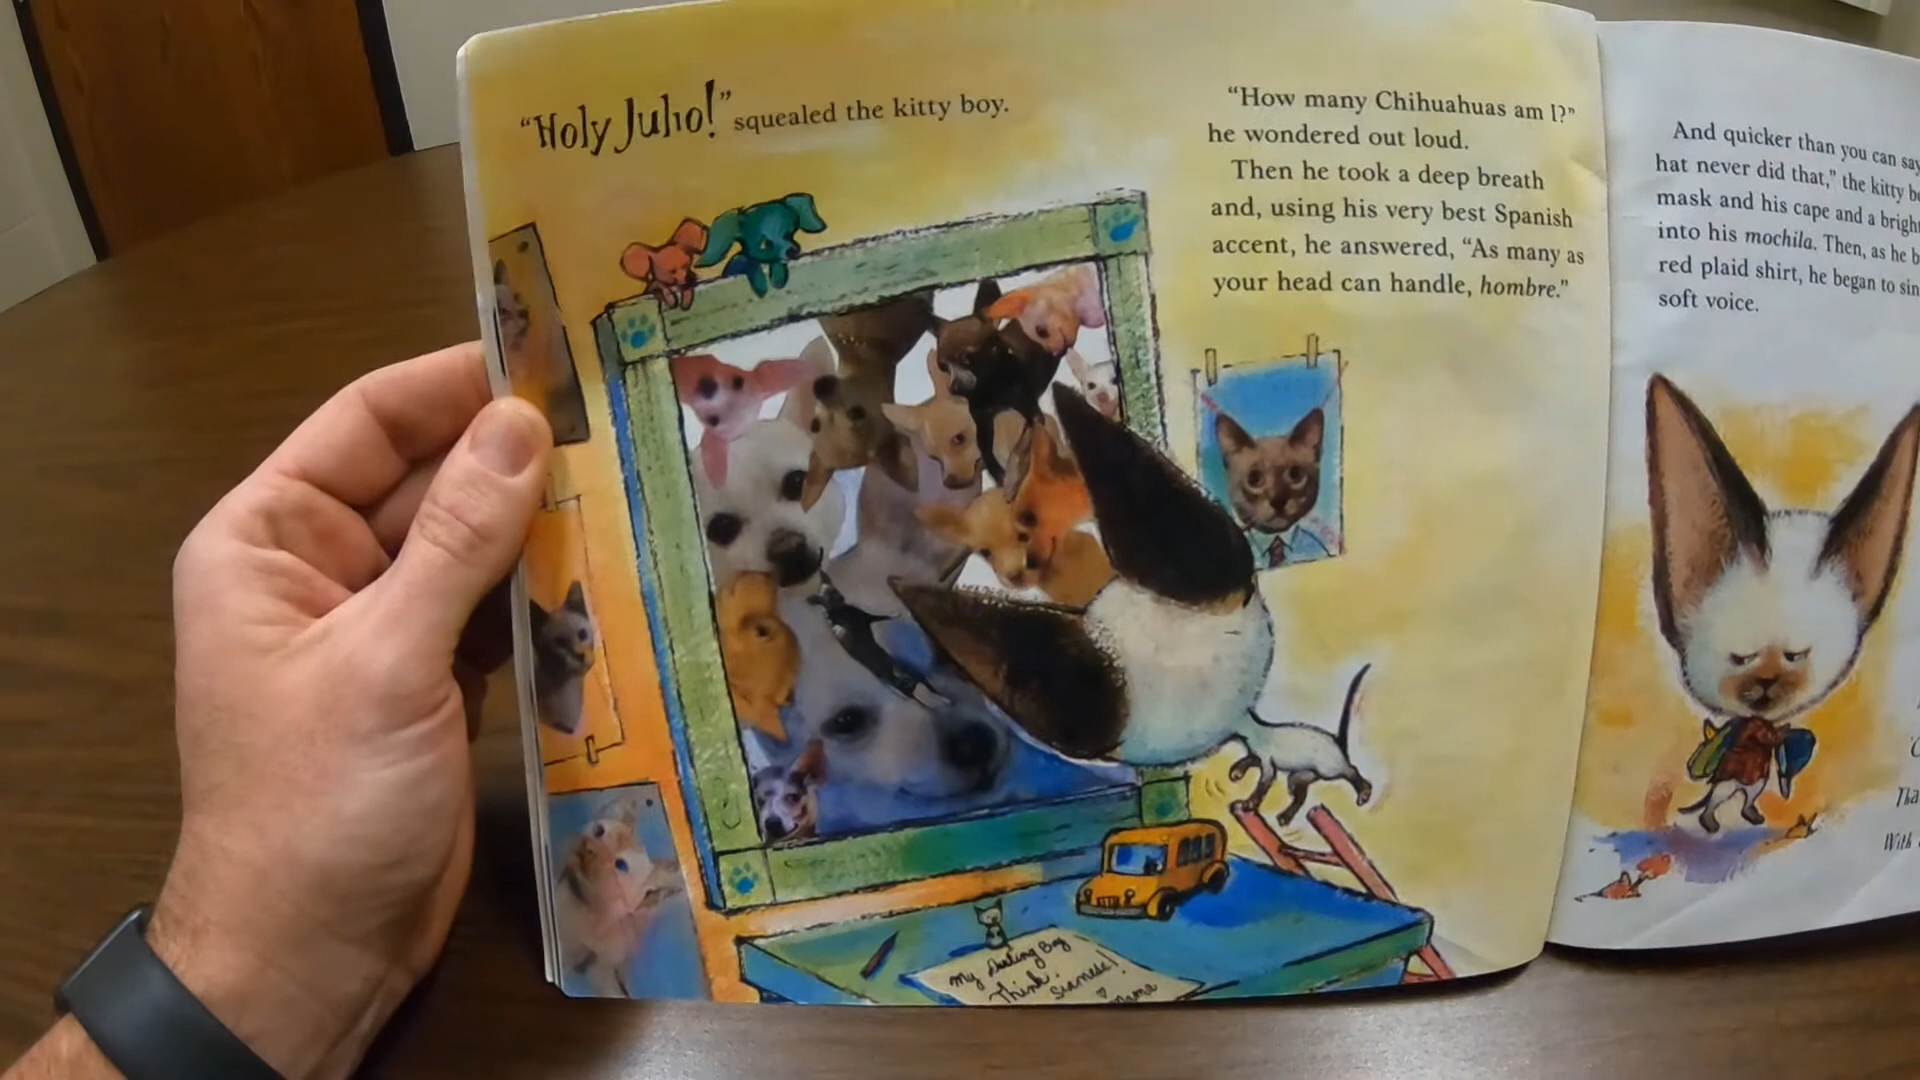 “Holy Julio!” squealed the kitty boy.
“How many Chihuahuas am I?”
he wondered out loud.
Then he took a deep breath
and, using his very best Spanish
accent, he answered, “As many as
your head can handle, hombre.”
My Darling Boy
Think
Siamese!
Mama
And quicker than you can say
hat never did that,” the kitty
mask and his cape and a bright
into his mochila. Then, as he
red plaid shirt, he began to
soft voice.
With